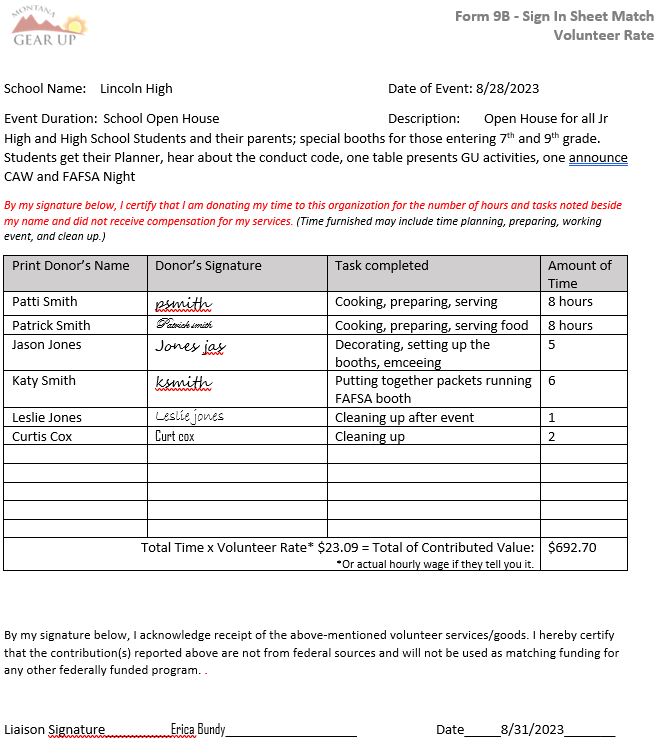 MONTANA
GEAR UP
Form 9B - Sign In Sheet Match
Volunteer Rate
School Name: Lincoln High Date of Event: 8/28/2023
Event Duration: School Open House Description: Open House for all Jr
High and High School Students and their parents; special booths for those entering 7th and 9th grade.
Students get their Planner, hear about the conduct code, one table presents GU activities, one announce
CAW and FAFSA Night
By my signature below, I certify that I am donating my time to this organization for the number of hours and tasks noted beside
my name and did not receive compensation for my services. (Time furnished may include time planning, preparing, working
event, and clean up.)
Print Donor's Name Donor's Signature Task completed Amount of
Time
Patti Smith psmith Cooking, preparing, serving 8 hours
Patrick Smith Patrick smith Cooking, preparing, serving food 8 hours
Jason Jones Jones jas Decorating, setting up the 5
booths, emceeing
Katy Smith ksmith Putting together packets running 6
FAFSA booth
Leslie Jones Leslie jones Cleaning up after event 1
Curtis Cox Curt cox Cleaning up 2
Total Time x Volunteer Rate* $23.09 = Total of Contributed Value: $692.70
*Or actual hourly wage if they tell you it.
By my signature below, I acknowledge receipt of the above-mentioned volunteer services/goods. I hereby certify
that the contribution(s) reported above are not from federal sources and will not be used as matching funding for
any other federally funded program. .
Liaison Signature__________Erica Bundy____________________ Date_____8/31/2023_______